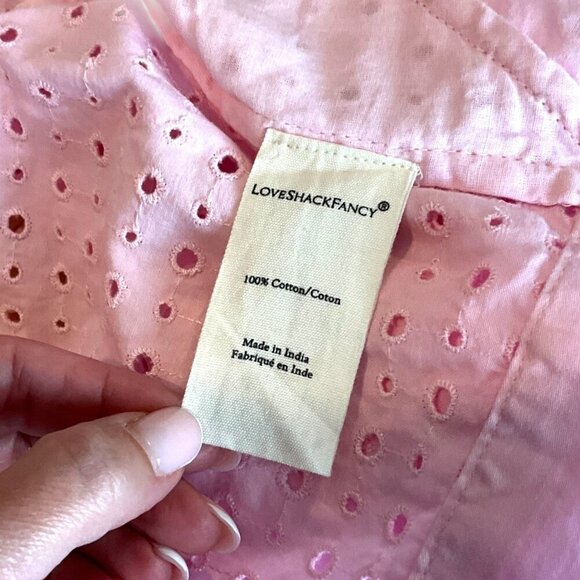 LoveShackFancy®
100% Cotton/Coton
Made in India
Fabriqué en Inde